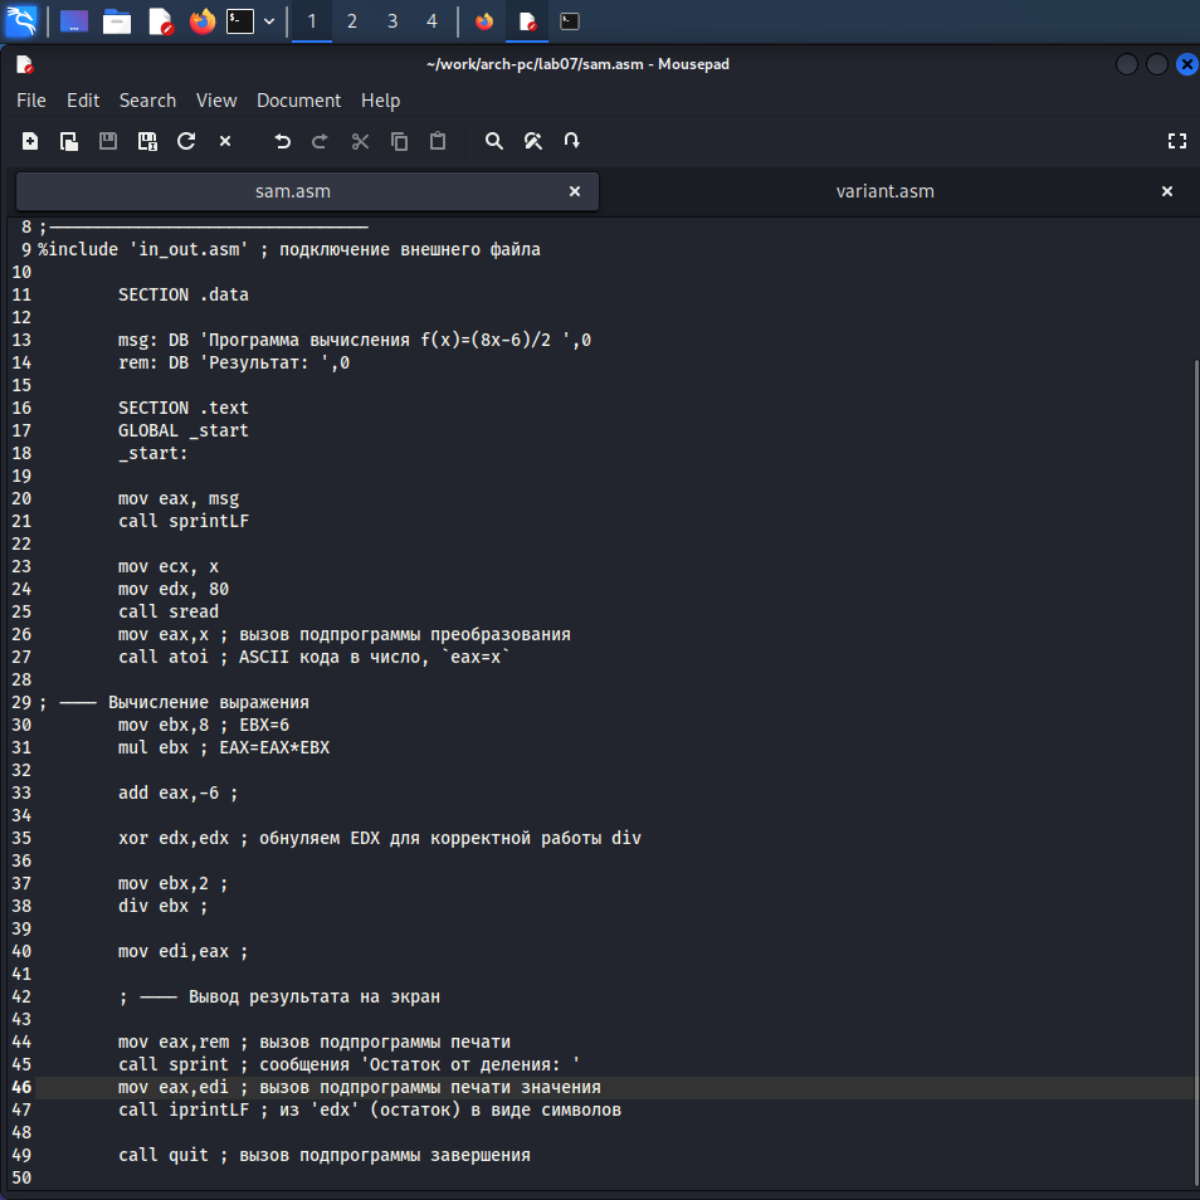 1 2 3 4
~/work/arch-pc/lab07/sam.asm - Mousepad
File Edit Search View Document Help
sam.asm variant.asm
8 ;————————————————
9 %include 'in_out.asm' ; подключение внешнего файла
10
11 SECTION .data
12
13 msg: DB 'Программа вычисления f(x)=(8x-6)/2 ',0
14 rem: DB 'Результат: ',0
15
16 SECTION .text
17 GLOBAL _start
18 _start:
19
20 mov eax, msg
21 call sprintLF
22
23 mov ecx, x
24 mov edx, 80
25 call sread
26 mov eax,x ; вызов подпрограммы преобразования
27 call atoi ; ASCII кода в число, `eax=x`
28
29 ; —— Вычисление выражения
30 mov ebx,8 ; EBX=6
31 mul ebx ; EAX=EAX*EBX
32
33 add eax,-6 ;
34
35 xor edx,edx ; обнуляем EDX для корректной работы div
36
37 mov ebx,2 ;
38 div ebx ;
39
40 mov edi,eax ;
41
42 ; —— Вывод результата на экран
43
44 mov eax,rem ; вызов подпрограммы печати
45 call sprint ; сообщения 'Остаток от деления: '
46 mov eax,edi ; вызов подпрограммы печати значения
47 call iprintLF ; из 'edx' (остаток) в виде символов
48
49 call quit ; вызов подпрограммы завершения
50